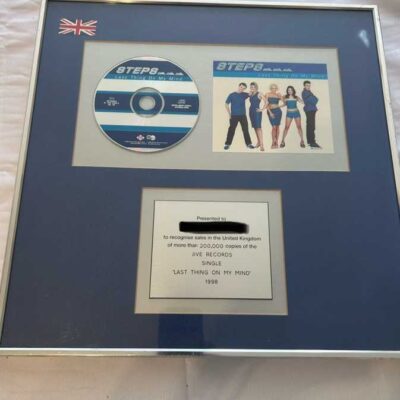 STEPS
Last Thing On My Mind
STEPS
Last Thing On My Mind
Presented to
to recognise sales in the United Kingdom
of more than 200,000 copies of the
JIVE RECORDS
SINGLE
"LAST THING ON MY MIND"
1998